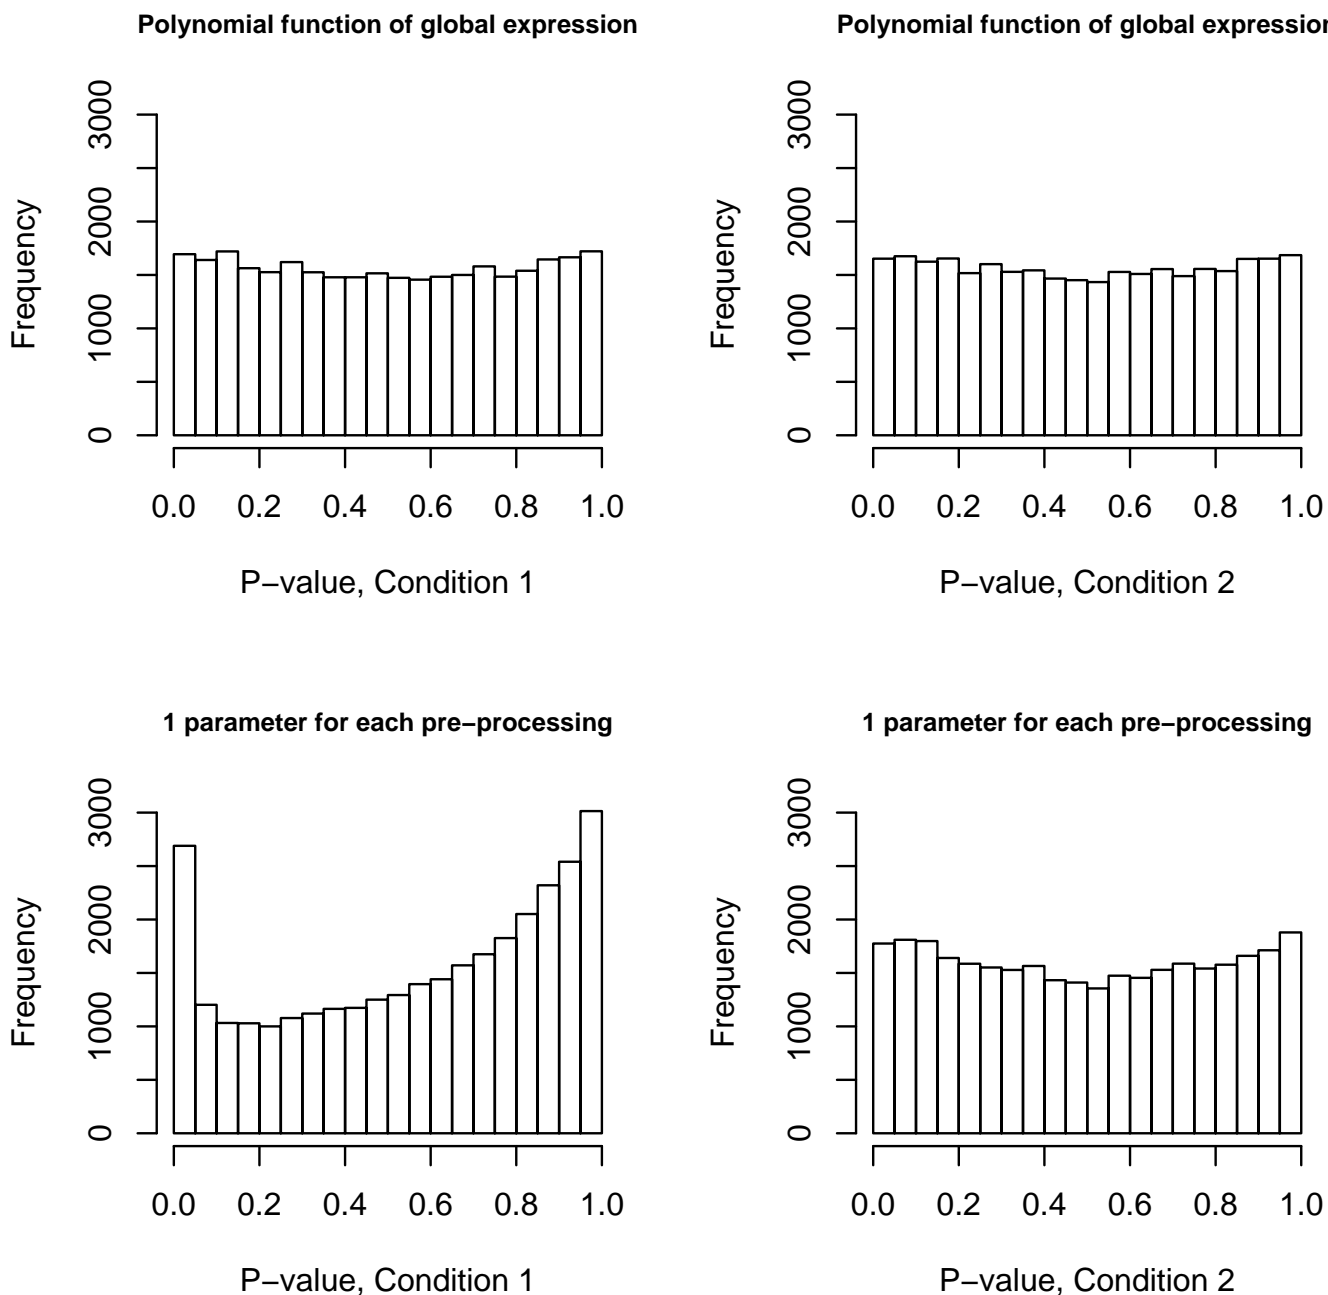 Polynomial function of global expression
Frequency
0 1000 2000 3000
0.0 0.2 0.4 0.6 0.8 1.0
P−value, Condition 1
Polynomial function of global expression
Frequency
0 1000 2000 3000
0.0 0.2 0.4 0.6 0.8 1.0
P−value, Condition 2
1 parameter for each pre−processing
Frequency
0 1000 2000 3000
0.0 0.2 0.4 0.6 0.8 1.0
P−value, Condition 1
1 parameter for each pre−processing
Frequency
0 1000 2000 3000
0.0 0.2 0.4 0.6 0.8 1.0
P−value, Condition 2